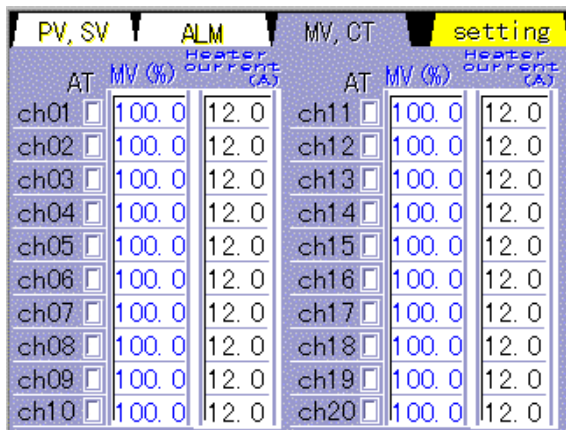 PV, SV ALM MV, CT setting
AT MV (%) Heater current (A) AT MV (%) Heater current (A)
ch01 100. 0 12. 0 ch11 100. 0 12. 0
ch02 100. 0 12. 0 ch12 100. 0 12. 0
ch03 100. 0 12. 0 ch13 100. 0 12. 0
ch04 100. 0 12. 0 ch14 100. 0 12. 0
ch05 100. 0 12. 0 ch15 100. 0 12. 0
ch06 100. 0 12. 0 ch16 100. 0 12. 0
ch07 100. 0 12. 0 ch17 100. 0 12. 0
ch08 100. 0 12. 0 ch18 100. 0 12. 0
ch09 100. 0 12. 0 ch19 100. 0 12. 0
ch10 100. 0 12. 0 ch20 100. 0 12. 0